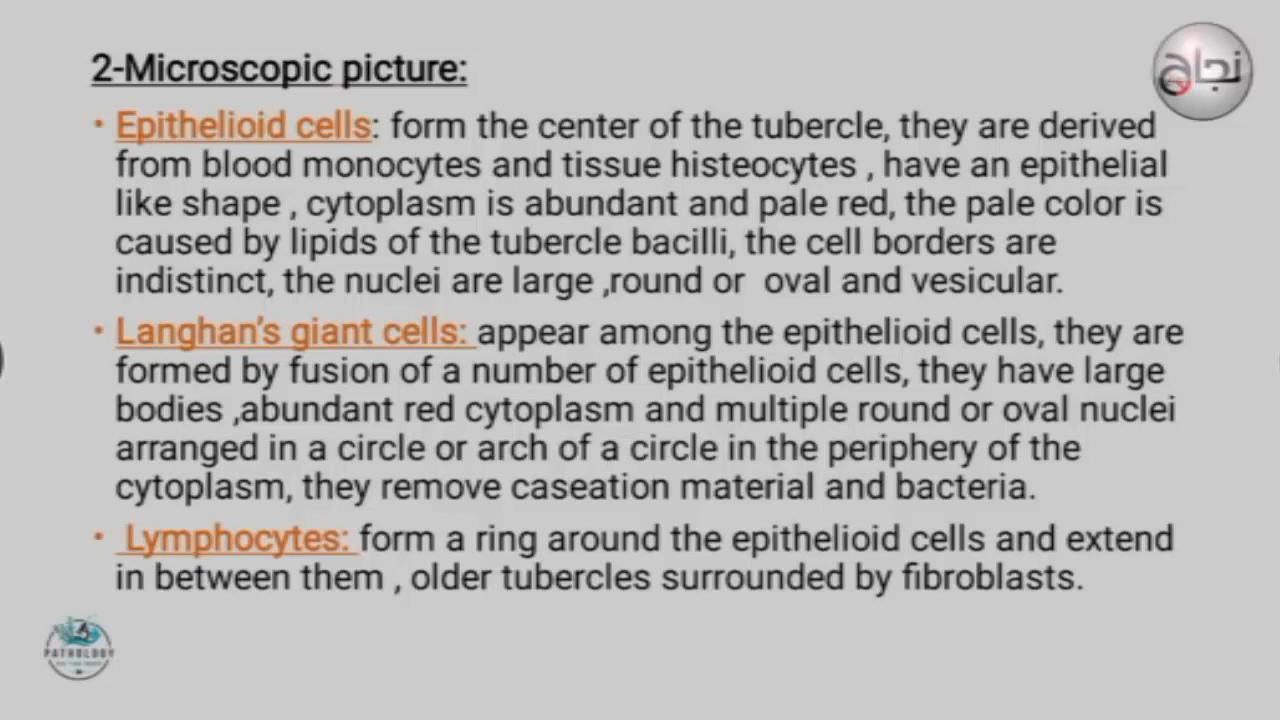 2-Microscopic picture:
نجاح
• Epithelioid cells: form the center of the tubercle, they are derived
from blood monocytes and tissue histeocytes , have an epithelial
like shape , cytoplasm is abundant and pale red, the pale color is
caused by lipids of the tubercle bacilli, the cell borders are
indistinct, the nuclei are large ,round or oval and vesicular.
• Langhan's giant cells: appear among the epithelioid cells, they are
formed by fusion of a number of epithelioid cells, they have large
bodies ,abundant red cytoplasm and multiple round or oval nuclei
arranged in a circle or arch of a circle in the periphery of the
cytoplasm, they remove caseation material and bacteria.
• Lymphocytes: form a ring around the epithelioid cells and extend
in between them , older tubercles surrounded by fibroblasts.
PATHOLOGY